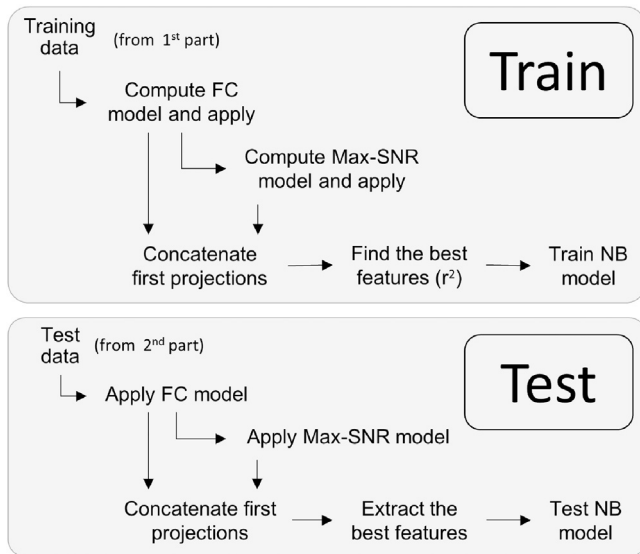 Training
data (from 1st part)
Train
Compute FC
model and apply
Compute Max-SNR
model and apply
Concatenate
first projections
Find the best
features (r²)
Train NB
model
Test
data (from 2nd part)
Test
Apply FC model
Apply Max-SNR model
Concatenate first
projections
Extract the
best features
Test NB
model